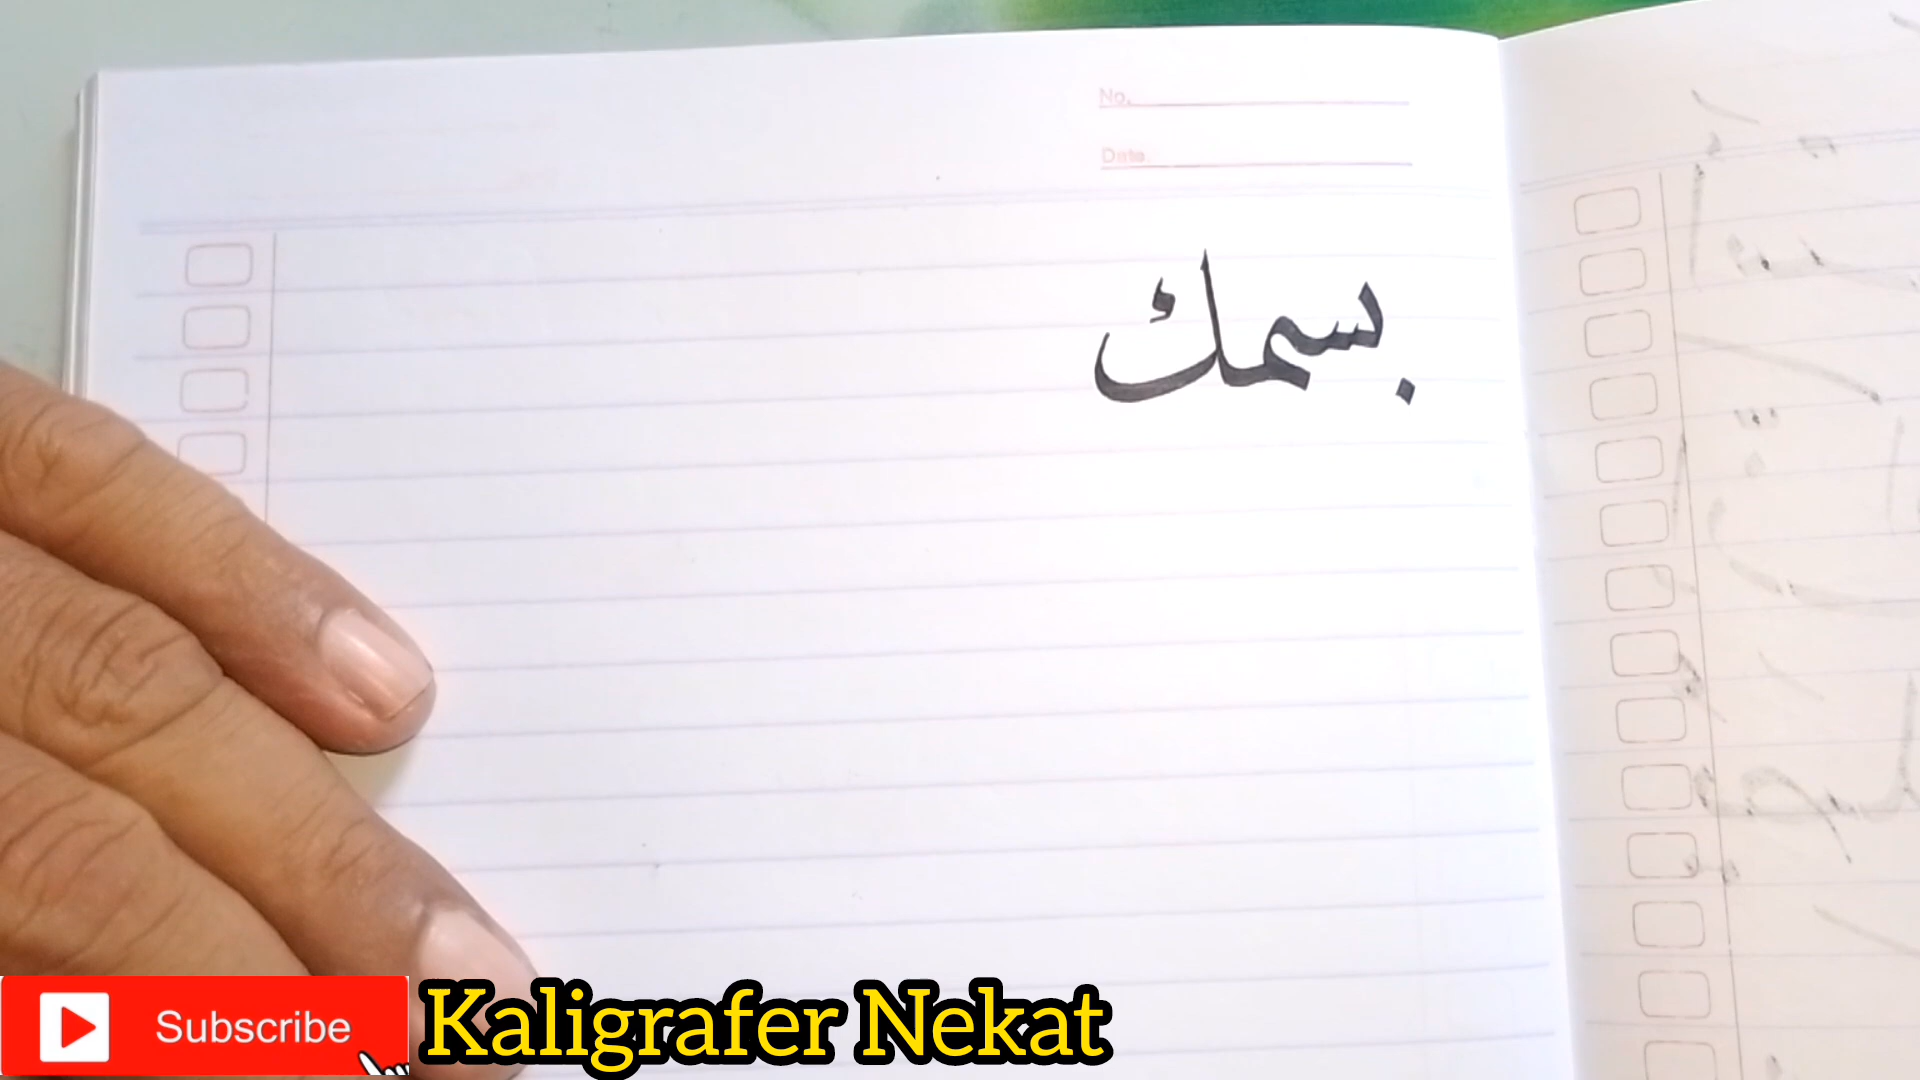 No.
Date.
بسمك
Subscribe
Kaligrafer Nekat